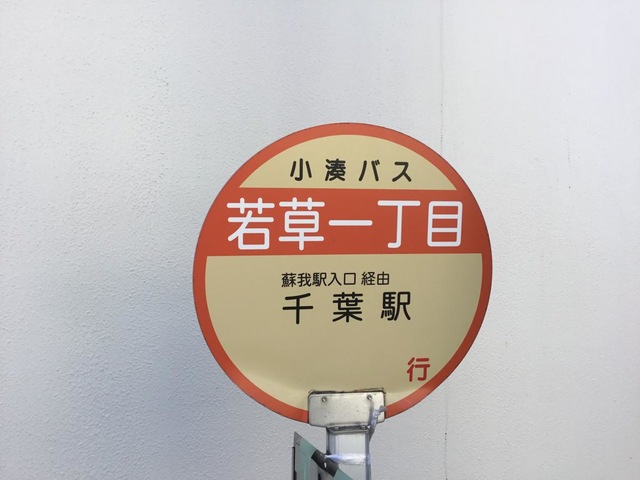 小湊バス
若草一丁目
蘇我駅入口 経由
千葉駅
行